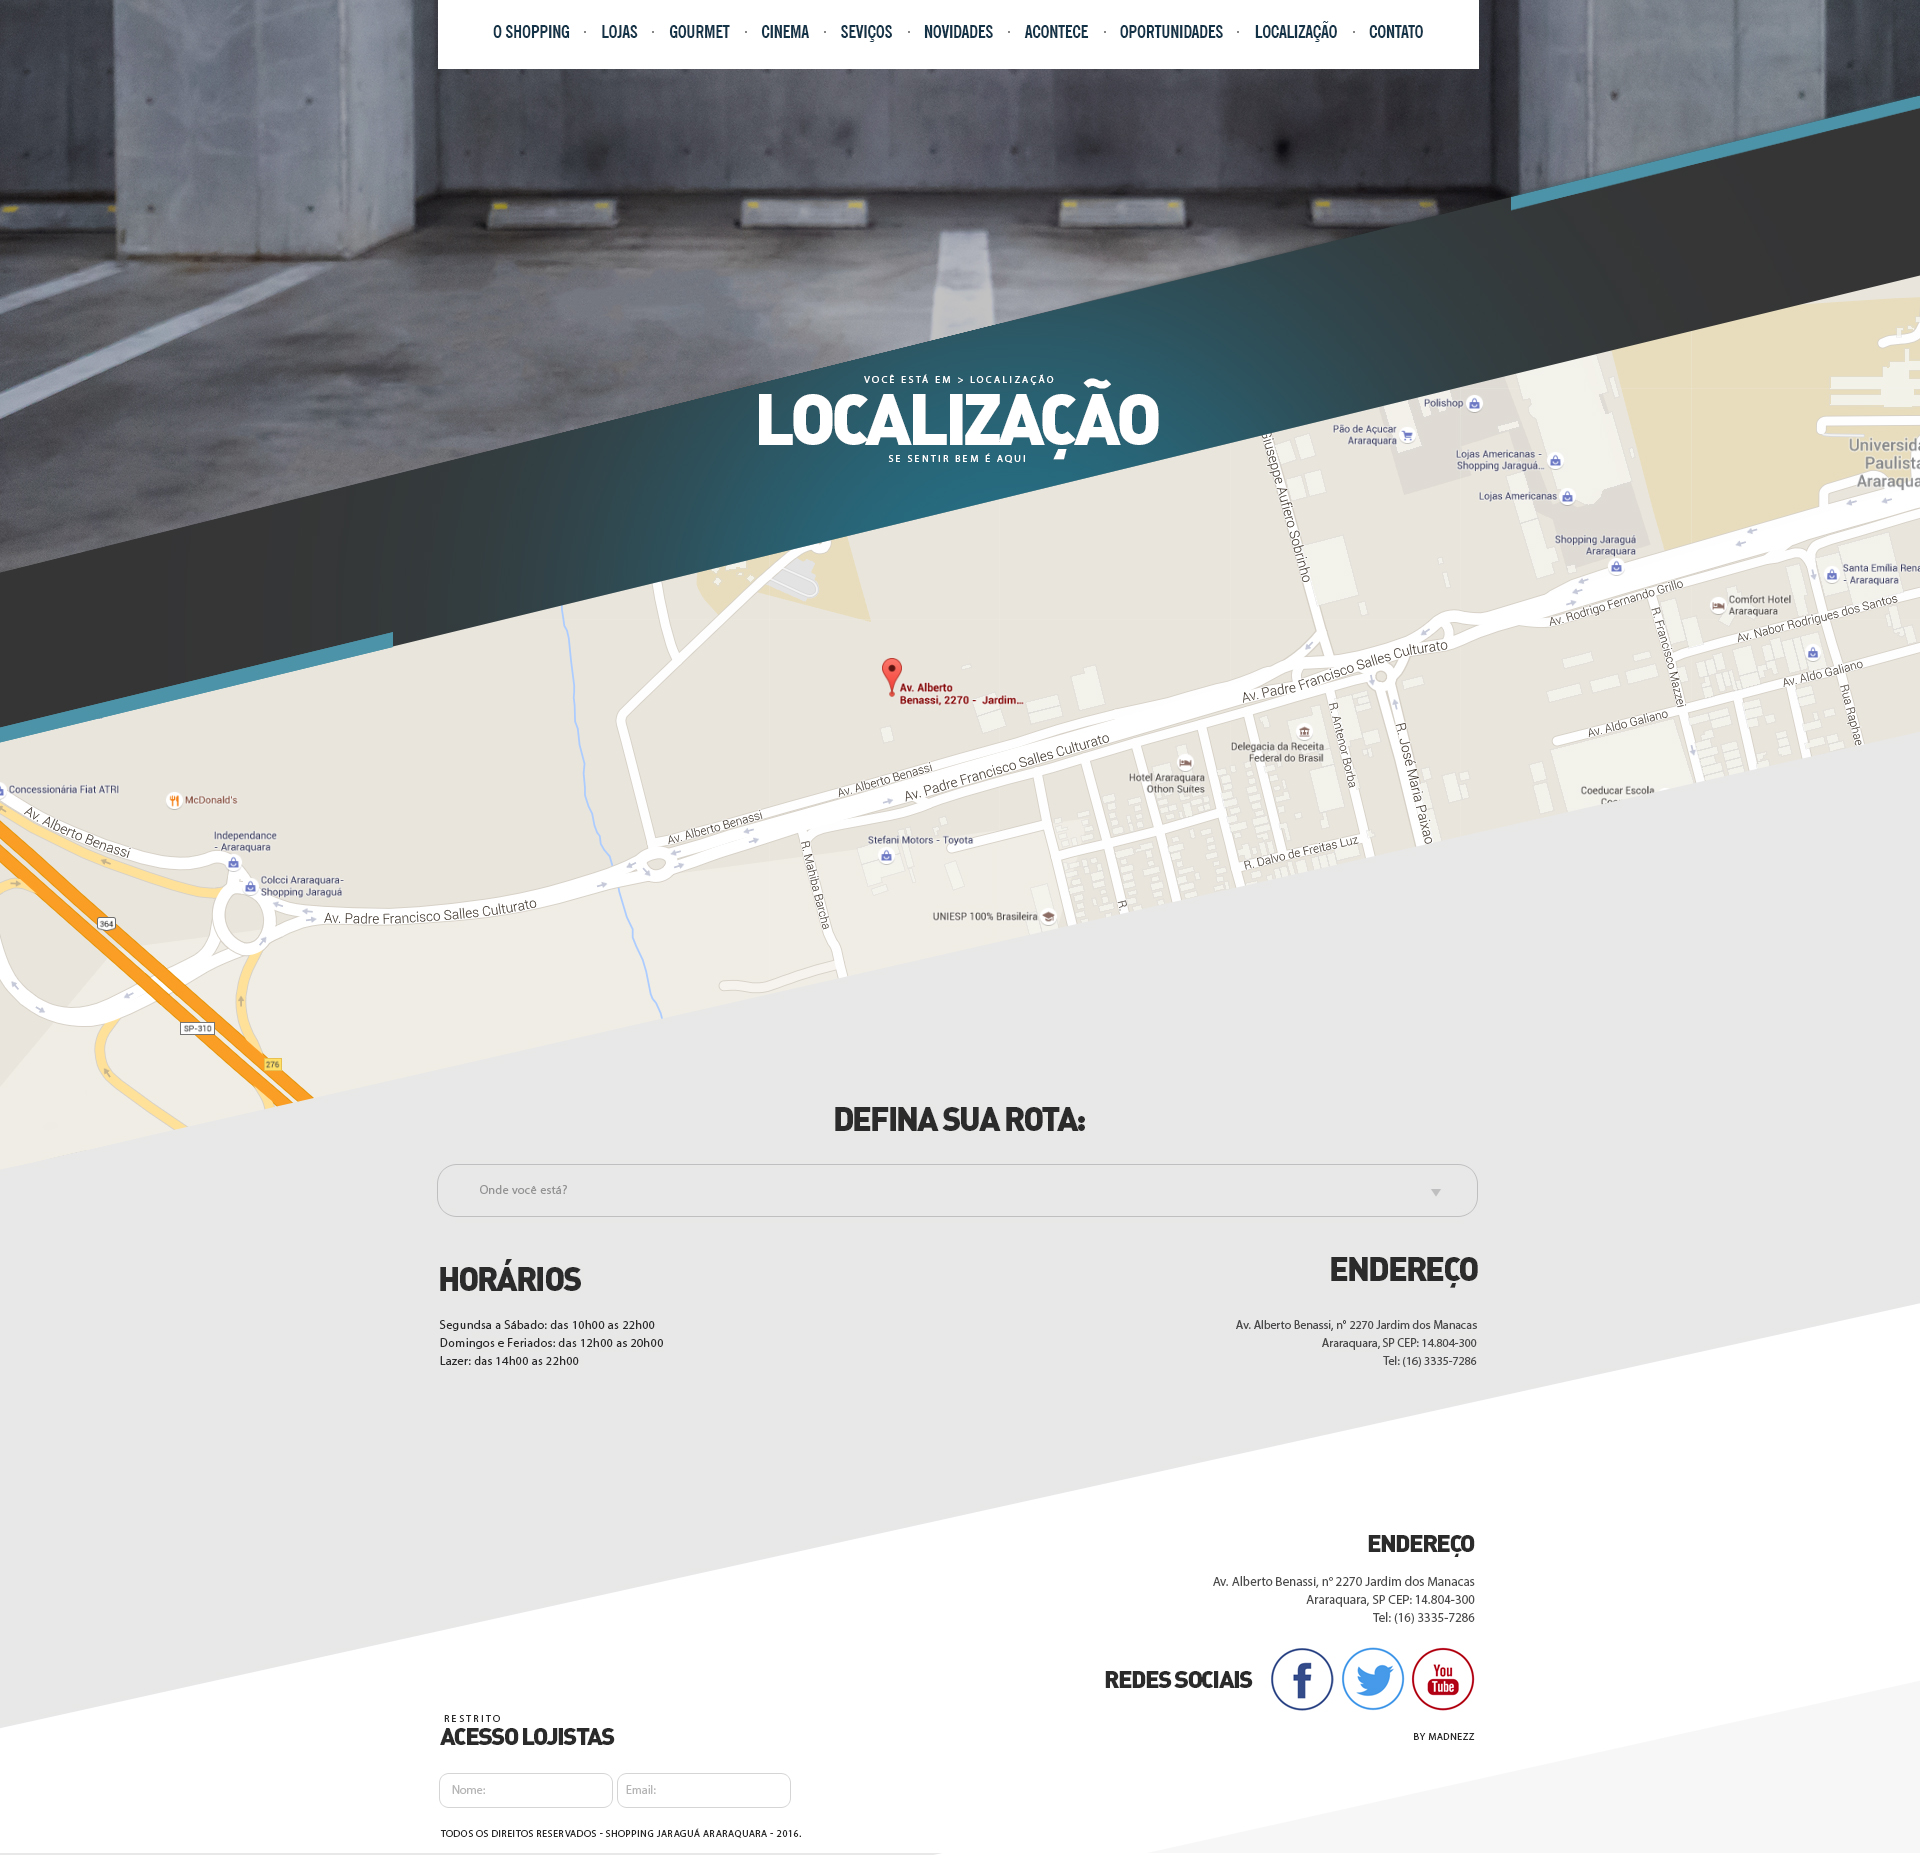 O SHOPPING · LOJAS · GOURMET · CINEMA · SEVIÇOS · NOVIDADES · ACONTECE · OPORTUNIDADES · LOCALIZAÇÃO · CONTATO
VOCÊ ESTÁ EM > LOCALIZAÇÃO
LOCALIZAÇÃO
SE SENTIR BEM É AQUI
Polishop
Pão de Açucar
Araraquara
Lojas Americanas -
Shopping Jaraguá...
Lojas Americanas
Universida
Paulista
Araraqua
Giuseppe Aufiero Sobrinho
Shopping Jaraguá
Araraquara
Santa Emília Rena
- Araraquara
Comfort Hotel
Araraquara
Av. Rodrigo Fernando Grillo
R. Francisco Mazzei
Av. Nabor Rodrigues dos Santos
Av. Aldo Galiano
Av. Aldo Galiano
Rua Raphae
Av. Padre Francisco Salles Culturato
Av. Alberto
Benassi, 2270 - Jardim...
R. Antenor Borba
R. José Maria Paixao
Delegacia da Receita
Federal do Brasil
Hotel Araraquara
Othon Suites
Av. Alberto Benassi
Av. Padre Francisco Salles Culturato
Coeducar Escola
Concessionária Fiat ATRI
McDonald's
Av. Alberto Benassi
Independance
- Araraquara
Av. Alberto Benassi
Stefani Motors - Toyota
R. Mahiba Barcha
R. Dalvo de Freitas Luz
R.
Colcci Araraquara-
Shopping Jaraguá
Av. Padre Francisco Salles Culturato
UNIESP 100% Brasileira
364
SP-310
276
DEFINA SUA ROTA:
Onde você está?
HORÁRIOS
Segundsa a Sábado: das 10h00 as 22h00
Domingos e Feriados: das 12h00 as 20h00
Lazer: das 14h00 as 22h00
ENDEREÇO
Av. Alberto Benassi, n° 2270 Jardim dos Manacas
Araraquara, SP CEP: 14.804-300
Tel: (16) 3335-7286
ENDEREÇO
Av. Alberto Benassi, n° 2270 Jardim dos Manacas
Araraquara, SP CEP: 14.804-300
Tel: (16) 3335-7286
REDES SOCIAIS
f
You
Tube
BY MADNEZZ
RESTRITO
ACESSO LOJISTAS
Nome:
Email:
TODOS OS DIREITOS RESERVADOS - SHOPPING JARAGUÁ ARARAQUARA - 2016.